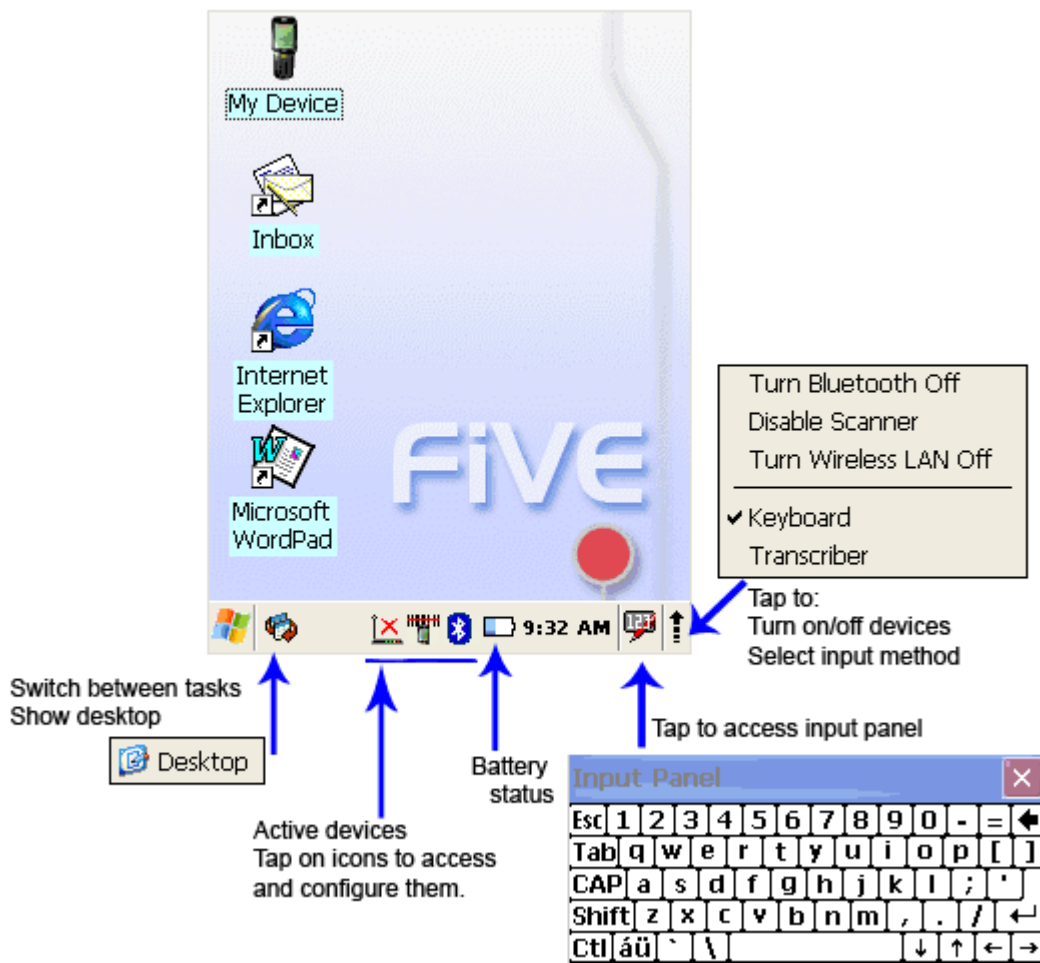 My Device
Inbox
Internet
Explorer
Microsoft
WordPad
FiVE
Turn Bluetooth Off
Disable Scanner
Turn Wireless LAN Off
Keyboard
Transcriber
Tap to:
Turn on/off devices
Select input method
9:32 AM
Switch between tasks
Show desktop
Desktop
Active devices
Tap on icons to access
and configure them.
Battery
status
Tap to access input panel
Input Panel
Esc 1 2 3 4 5 6 7 8 9 0 - = 🡄
Tab q w e r t y u i o p [ ]
CAP a s d f g h j k l ; '
Shift z x c v b n m , . / ↵
Ctl áü ` \ ↓ ↑ ← →